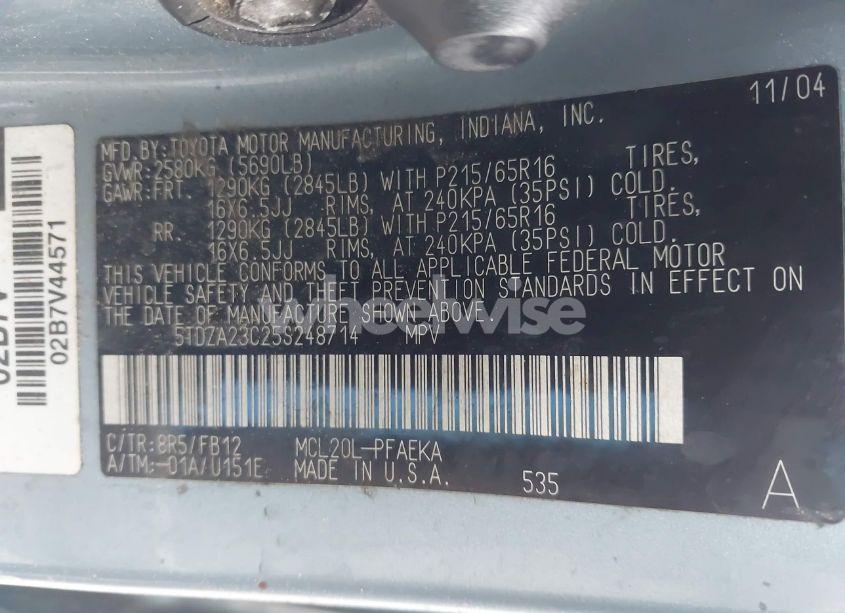 11/04
MFD.BY:TOYOTA MOTOR MANUFACTURING, INDIANA, INC.
GVWR:2580KG (5690LB)
GAWR:FRT. 1290KG (2845LB) WITH P215/65R16 TIRES,
16X6.5JJ RIMS, AT 240KPA (35PSI) COLD.
RR. 1290KG (2845LB) WITH P215/65R16 TIRES,
16X6.5JJ RIMS, AT 240KPA (35PSI) COLD.
THIS VEHICLE CONFORMS TO ALL APPLICABLE FEDERAL MOTOR
VEHICLE SAFETY, AND THEFT PREVENTION STANDARDS IN EFFECT ON
THE DATE OF MANUFACTURE SHOWN ABOVE.
5TDZA23C25S248714 MPV
C/TR:8R5/FB12 MCL20L-PFAEKA
A/TM:-01A/U151E MADE IN U.S.A.
535
A
02B7V44571
wheelwise